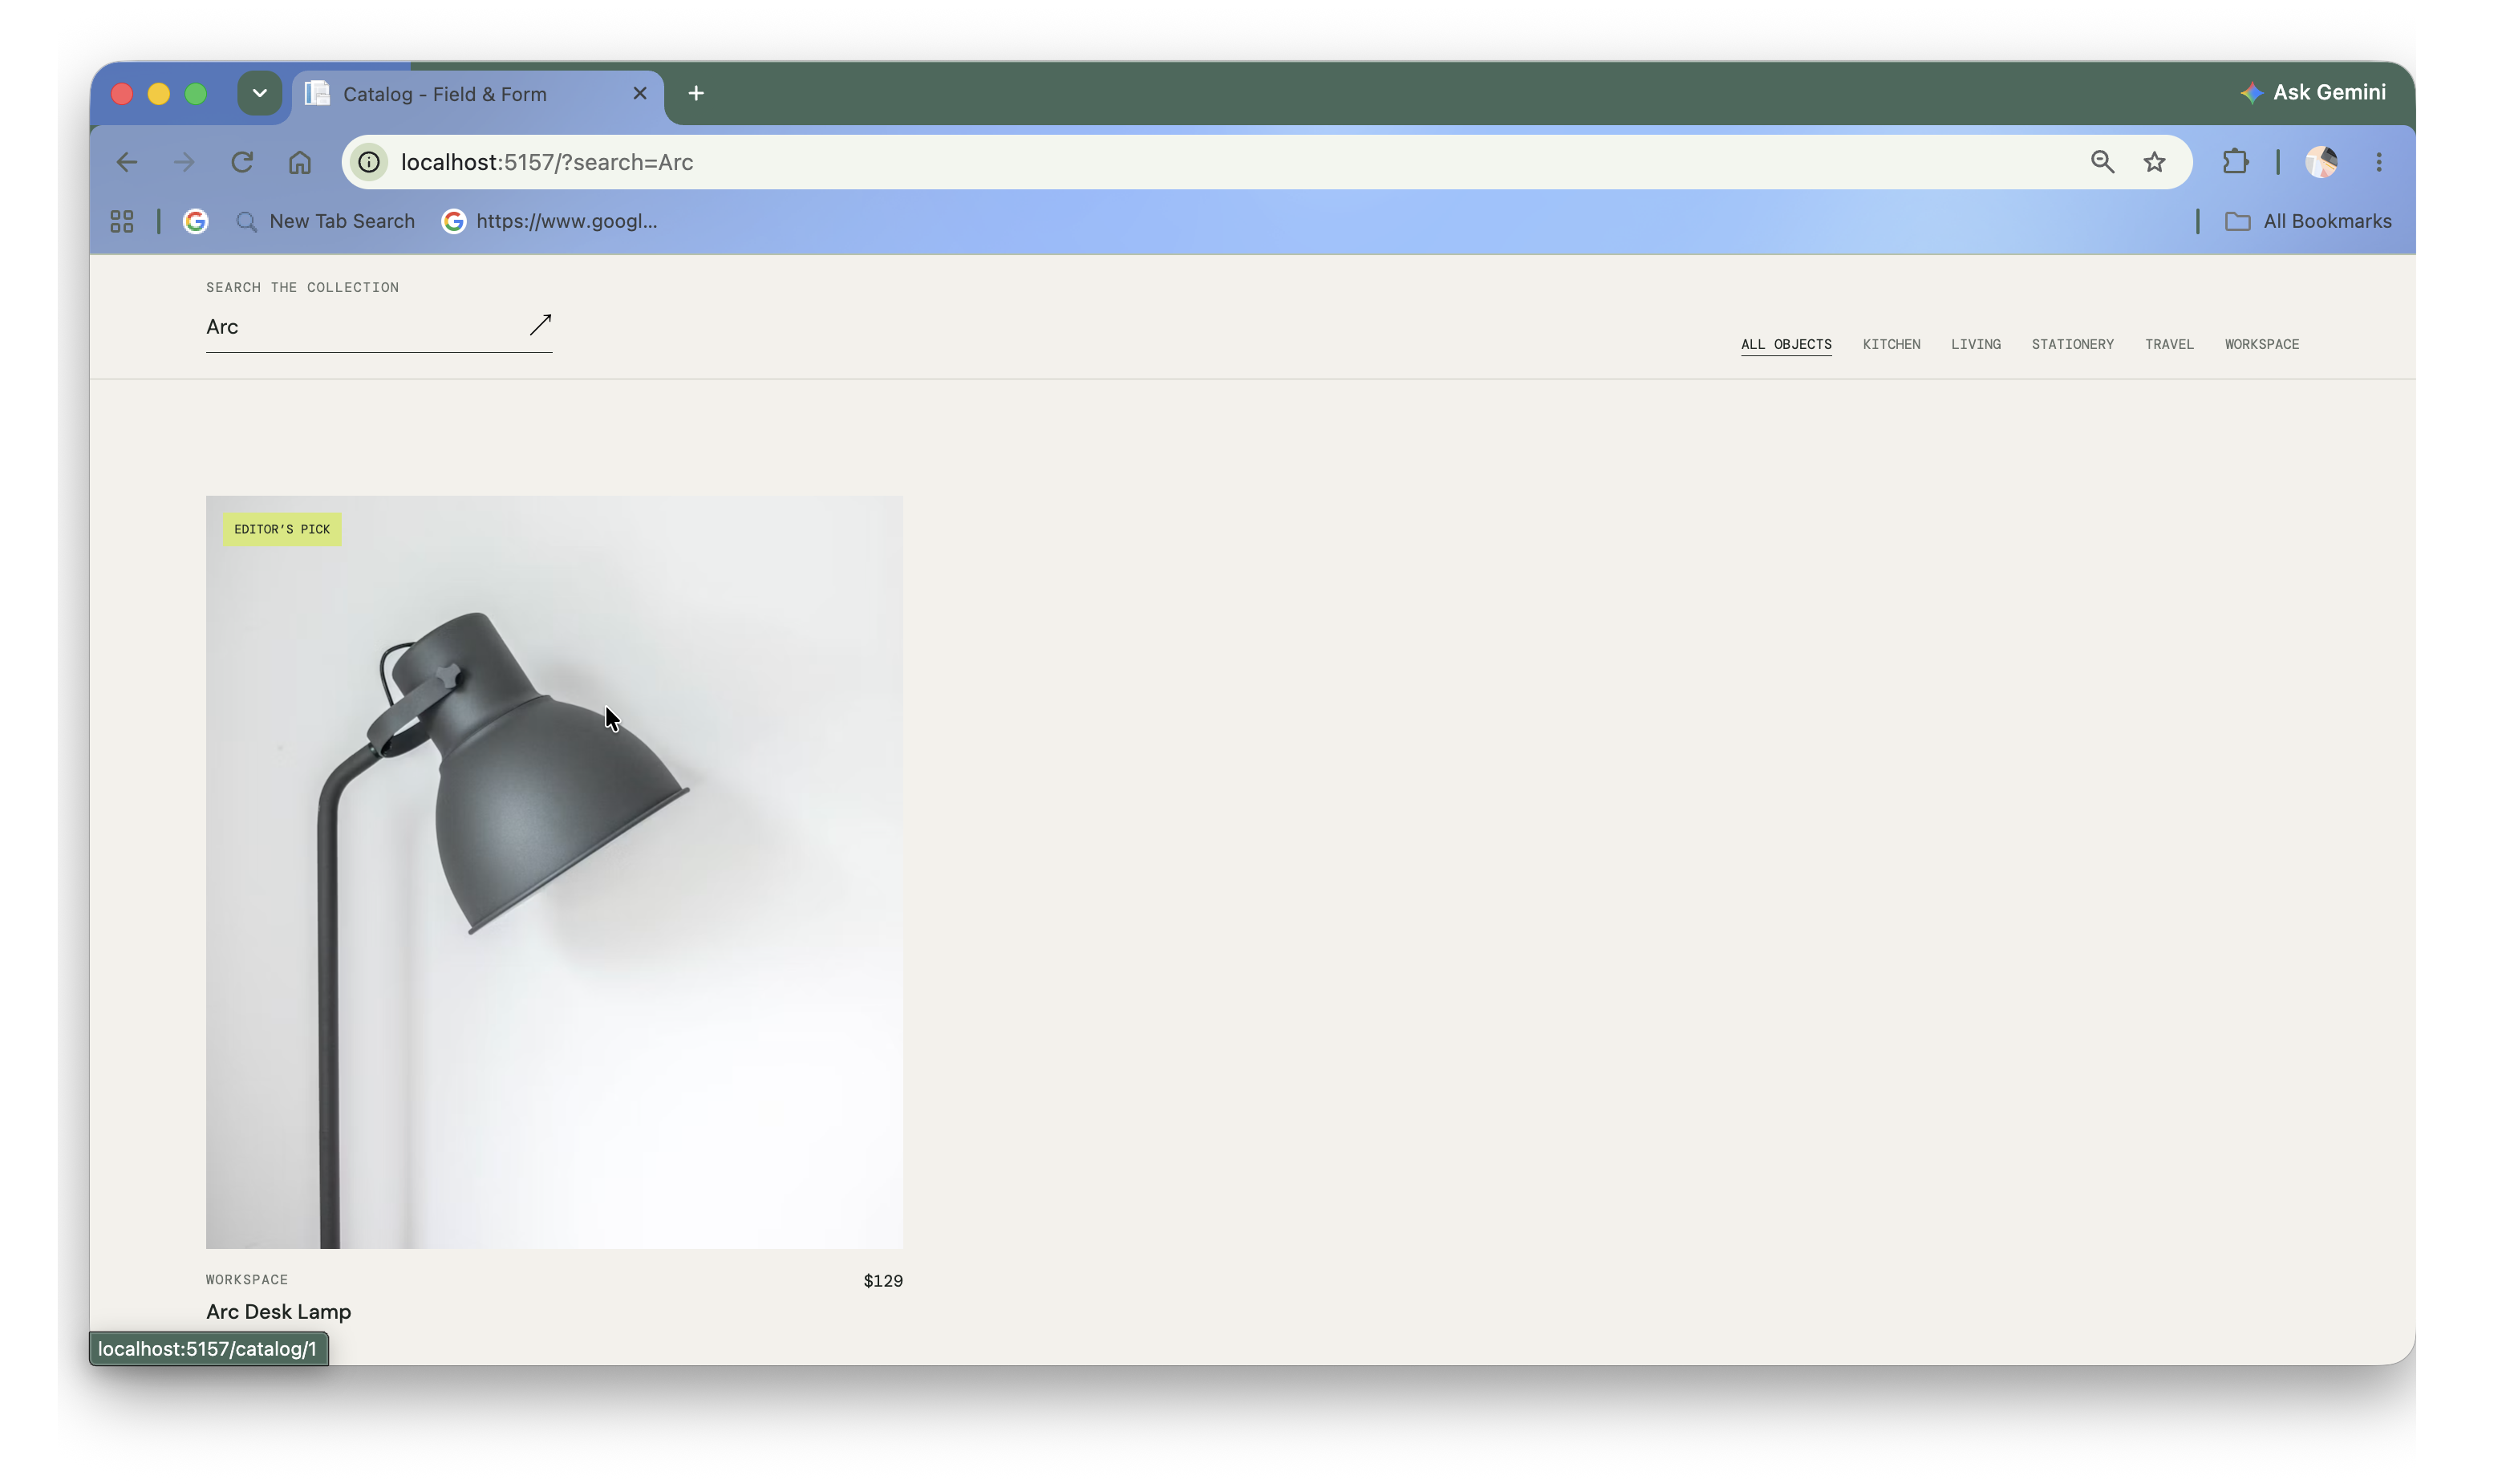 Catalog - Field & Form
Ask Gemini
localhost:5157/?search=Arc
New Tab Search
https://www.googl...
All Bookmarks
SEARCH THE COLLECTION
Arc
ALL OBJECTS KITCHEN LIVING STATIONERY TRAVEL WORKSPACE
EDITOR’S PICK
WORKSPACE
$129
Arc Desk Lamp
localhost:5157/catalog/1